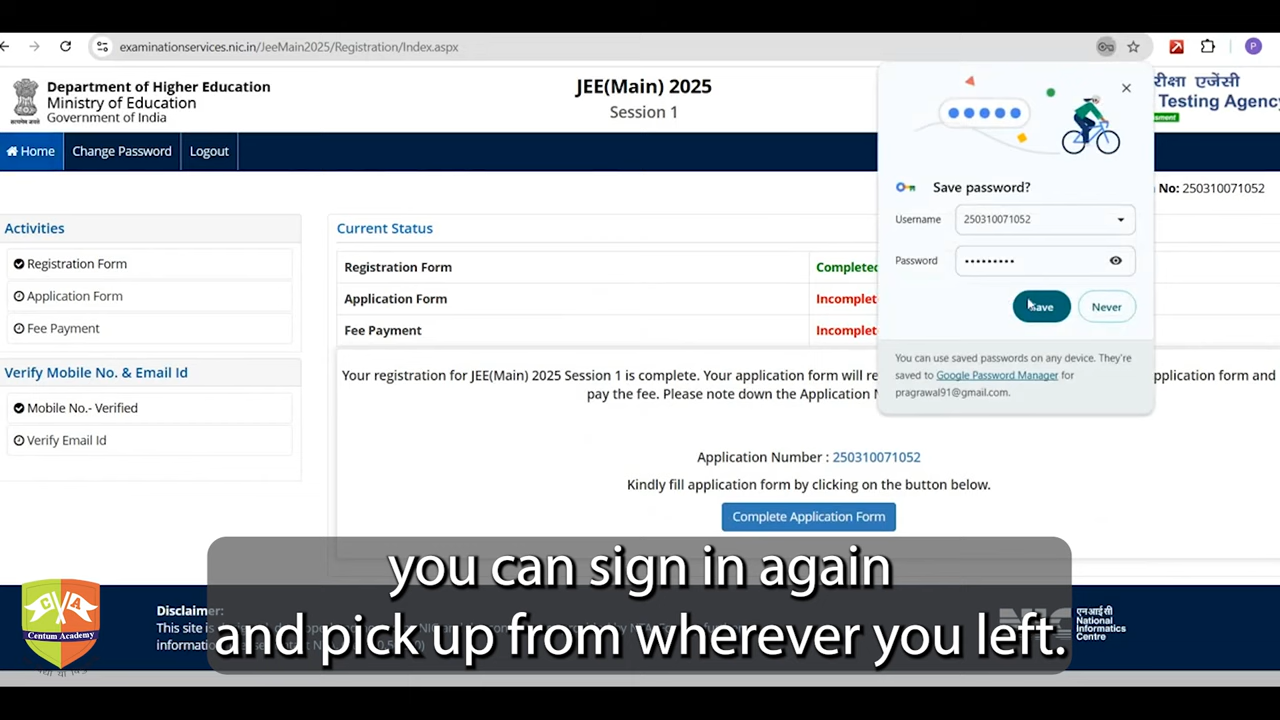 examinationservices.nic.in/JeeMain2025/Registration/Index.aspx
P
Department of Higher Education
Ministry of Education
Government of India
JEE(Main) 2025
Session 1
रीक्षा एजेंसी
Testing Agency
Home
Change Password
Logout
No: 250310071052
Save password?
Username
250310071052
Password
•••••••••
Save
Never
You can use saved passwords on any device. They're
saved to Google Password Manager for
pragrawal91@gmail.com.
Activities
Registration Form
Application Form
Fee Payment
Verify Mobile No. & Email Id
Mobile No.- Verified
Verify Email Id
Current Status
Registration Form
Completed
Application Form
Incomplet
Fee Payment
Incomplet
Your registration for JEE(Main) 2025 Session 1 is complete. Your application form will re
pplication form and
pay the fee. Please note down the Application
Application Number : 250310071052
Kindly fill application form by clicking on the button below.
Complete Application Form
you can sign in again
and pick up from wherever you left.
Centum Academy
Disclaimer:
This site is
NIC
एनआईसी
National
Informatics
Centre